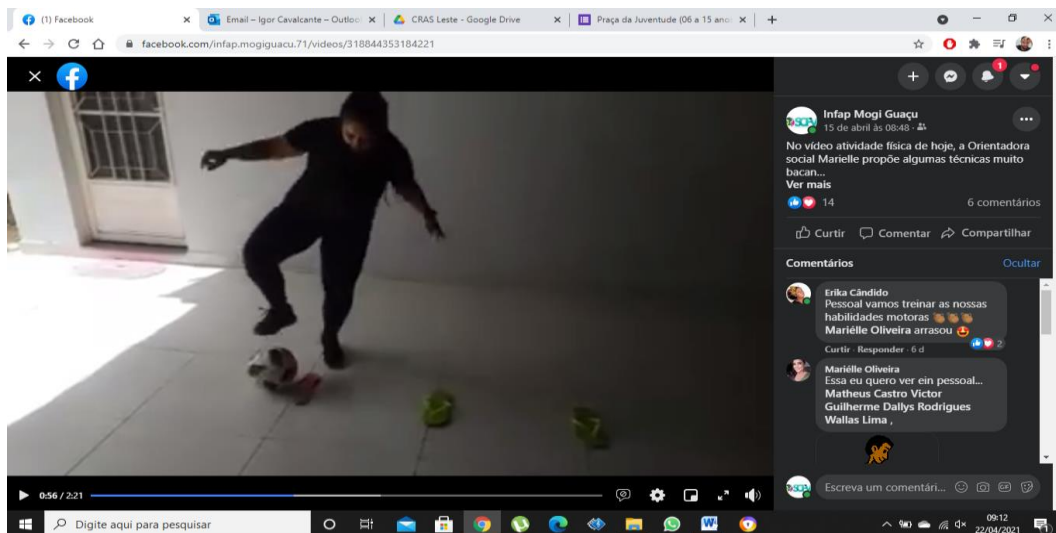 (1) Facebook
Email – Igor Cavalcante – Outloo
CRAS Leste - Google Drive
Praça da Juventude (06 a 15 ano
facebook.com/infap.mogiguacu.71/videos/318844353184221
1
Infap Mogi Guaçu
15 de abril às 08:48
No vídeo atividade física de hoje, a Orientadora
social Marielle propõe algumas técnicas muito
bacan...
Ver mais
14
6 comentários
Curtir Comentar Compartilhar
Comentários
Ocultar
Erika Cândido
Pessoal vamos treinar as nossas
habilidades motoras
Mariélle Oliveira arrasou
Curtir · Responder · 6 d
2
Mariélle Oliveira
Essa eu quero ver ein pessoal...
Matheus Castro Victor
Guilherme Dallys Rodrigues
Wallas Lima ,
0:56 / 2:21
Escreva um comentári...
GIF
Digite aqui para pesquisar
09:12
22/04/2021